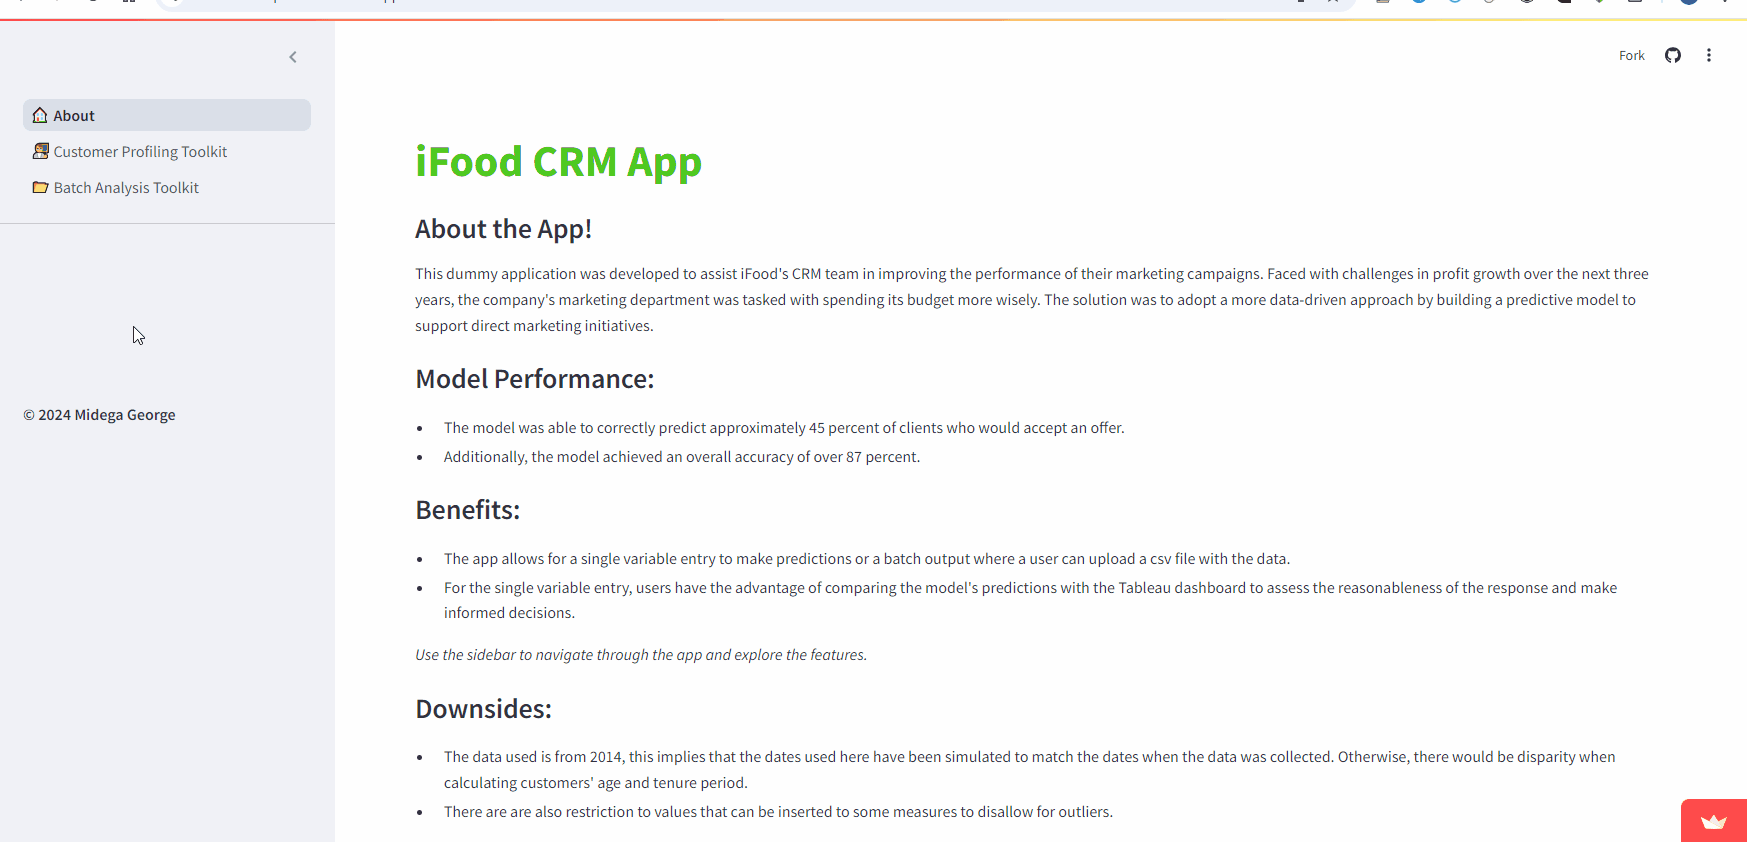 Fork
About
Customer Profiling Toolkit
Batch Analysis Toolkit
© 2024 Midega George
iFood CRM App
About the App!
This dummy application was developed to assist iFood's CRM team in improving the performance of their marketing campaigns. Faced with challenges in profit growth over the next three
years, the company's marketing department was tasked with spending its budget more wisely. The solution was to adopt a more data-driven approach by building a predictive model to
support direct marketing initiatives.
Model Performance:
• The model was able to correctly predict approximately 45 percent of clients who would accept an offer.
• Additionally, the model achieved an overall accuracy of over 87 percent.
Benefits:
• The app allows for a single variable entry to make predictions or a batch output where a user can upload a csv file with the data.
• For the single variable entry, users have the advantage of comparing the model's predictions with the Tableau dashboard to assess the reasonableness of the response and make
informed decisions.
Use the sidebar to navigate through the app and explore the features.
Downsides:
• The data used is from 2014, this implies that the dates used here have been simulated to match the dates when the data was collected. Otherwise, there would be disparity when
calculating customers' age and tenure period.
• There are are also restriction to values that can be inserted to some measures to disallow for outliers.